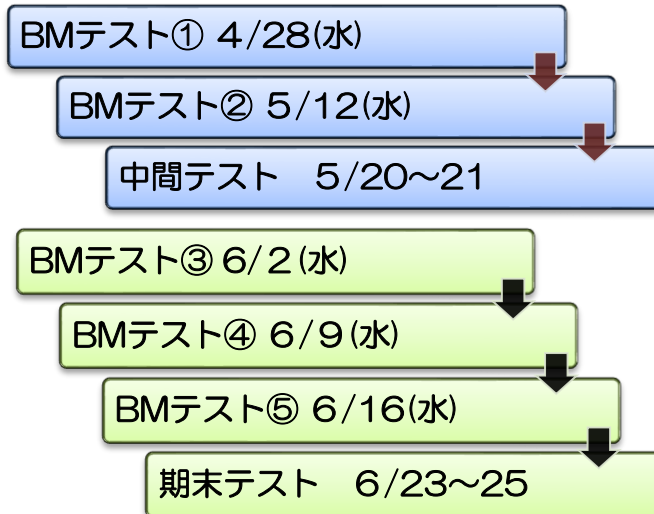 BMテスト① 4/28(水)
BMテスト② 5/12(水)
中間テスト　5/20～21
BMテスト③ 6/2(水)
BMテスト④ 6/9(水)
BMテスト⑤ 6/16(水)
期末テスト　6/23～25